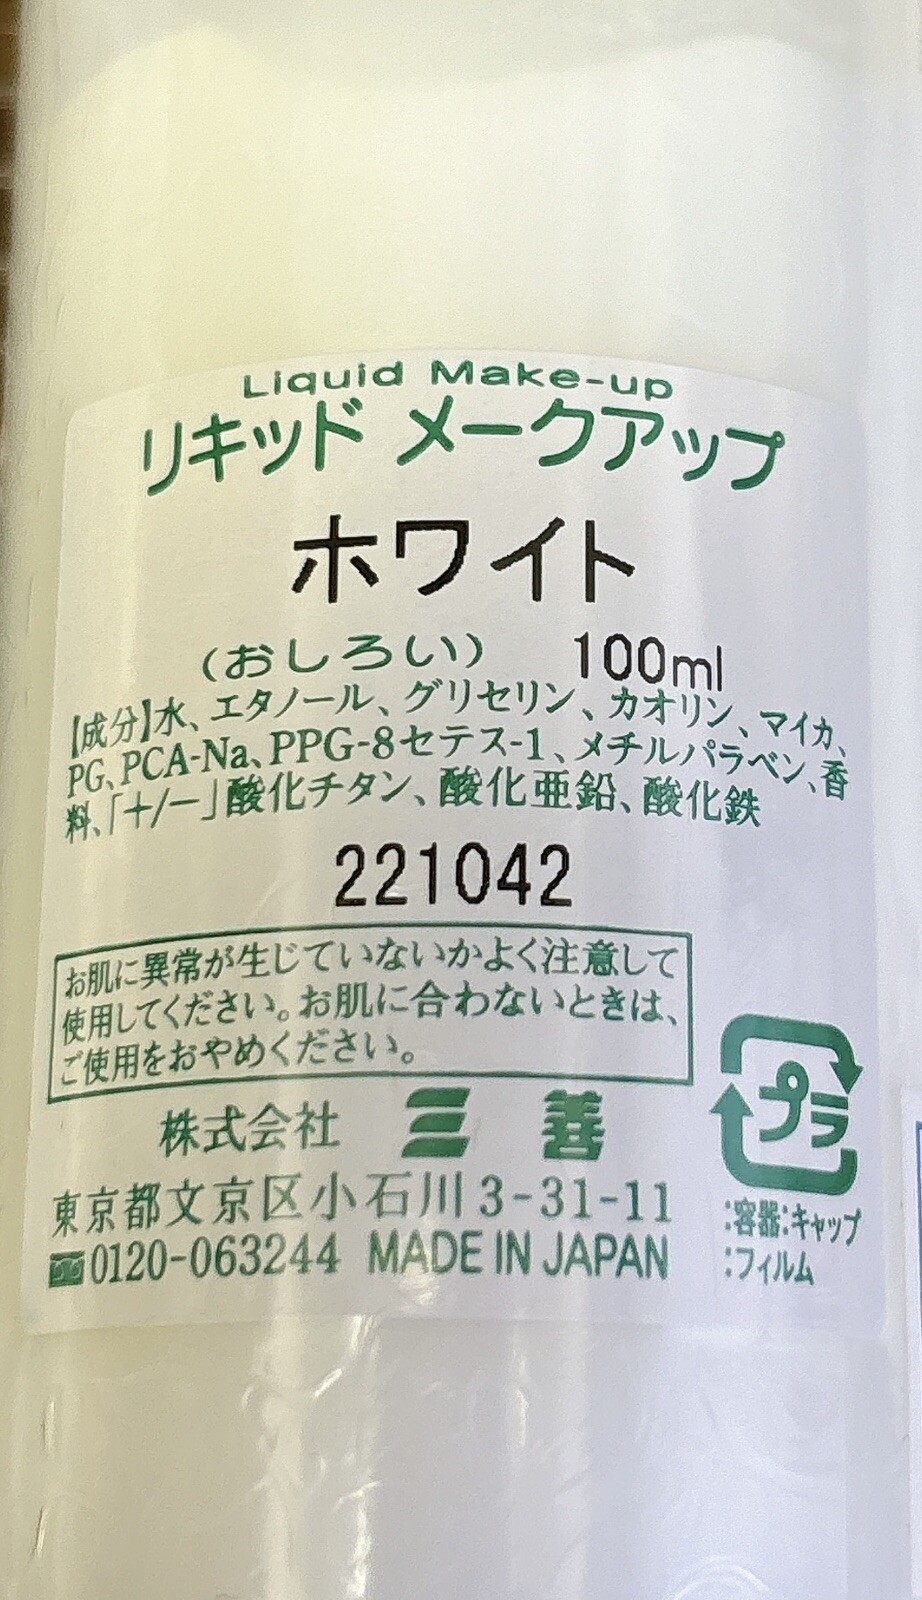 Liquid Make-up
リキッド メークアップ
ホワイト
(おしろい) 100ml
【成分】水、エタノール、グリセリン、カオリン、マイカ、
PG、PCA-Na、PPG-8セテス-1、メチルパラベン、香
料、「+/-」酸化チタン、酸化亜鉛、酸化鉄
221042
お肌に異常が生じていないかよく注意して
使用してください。お肌に合わないときは、
ご使用をおやめください。
株式会社 三善
東京都文京区小石川3-31-11
0120-063244 MADE IN JAPAN
プラ
:容器:キャップ
:フィルム